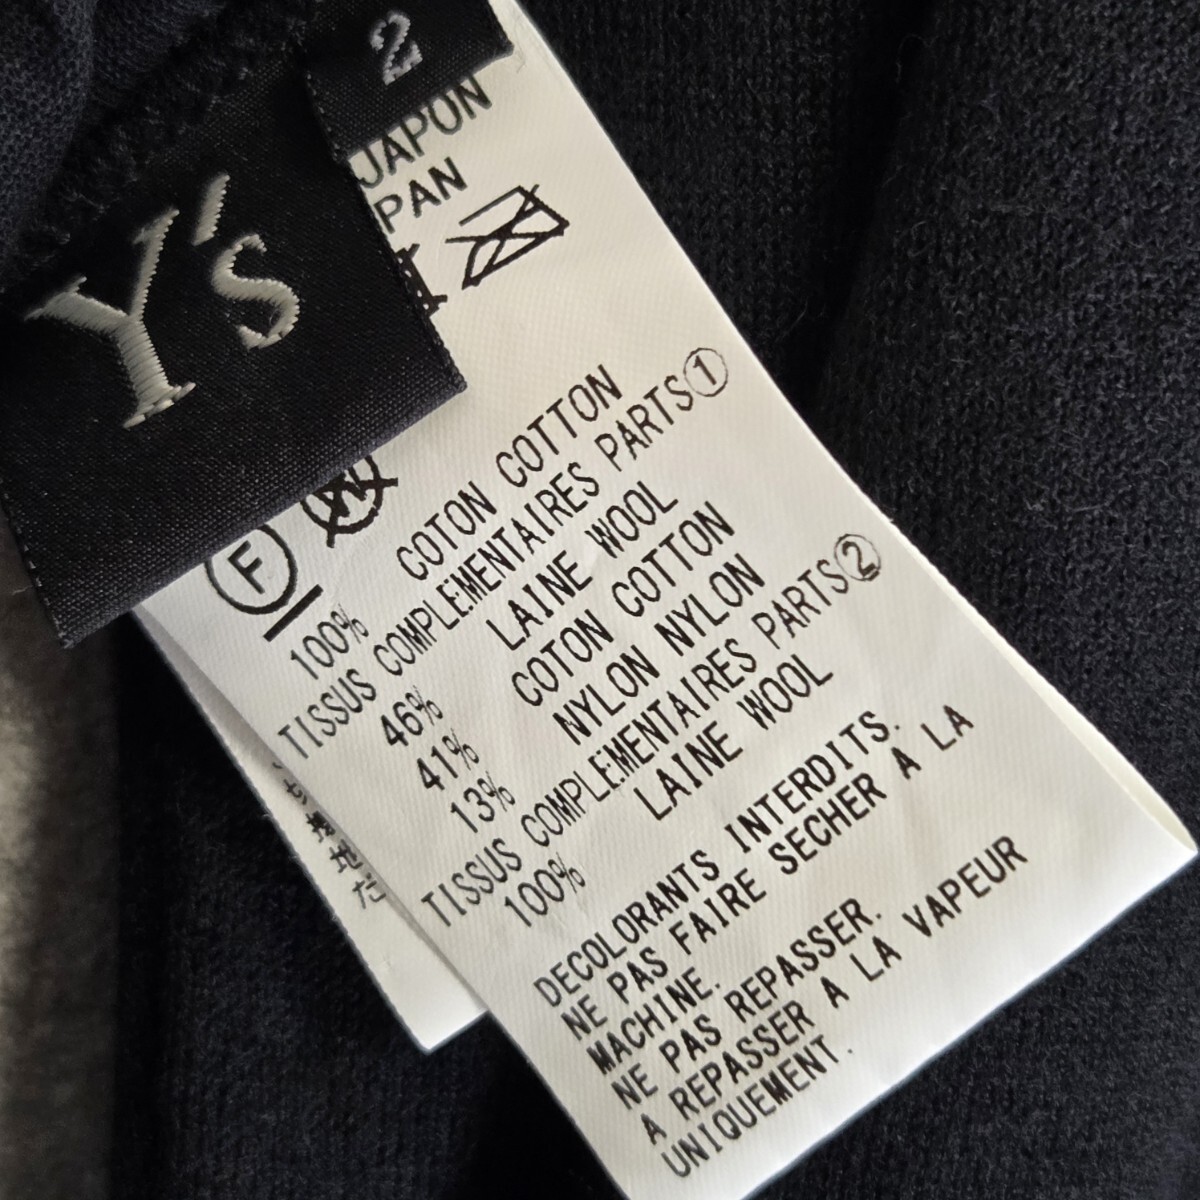 2
Y's
JAPON
PAN
F
100% COTON COTTON
TISSUS COMPLEMENTAIRES PARTS①
46% LAINE WOOL
41% COTON COTTON
13% NYLON NYLON
TISSUS COMPLEMENTAIRES PARTS②
100% LAINE WOOL
DECOLORANTS INTERDITS.
NE PAS FAIRE SECHER A LA
MACHINE.
NE PAS REPASSER.
A REPASSER A LA VAPEUR
UNIQUEMENT.